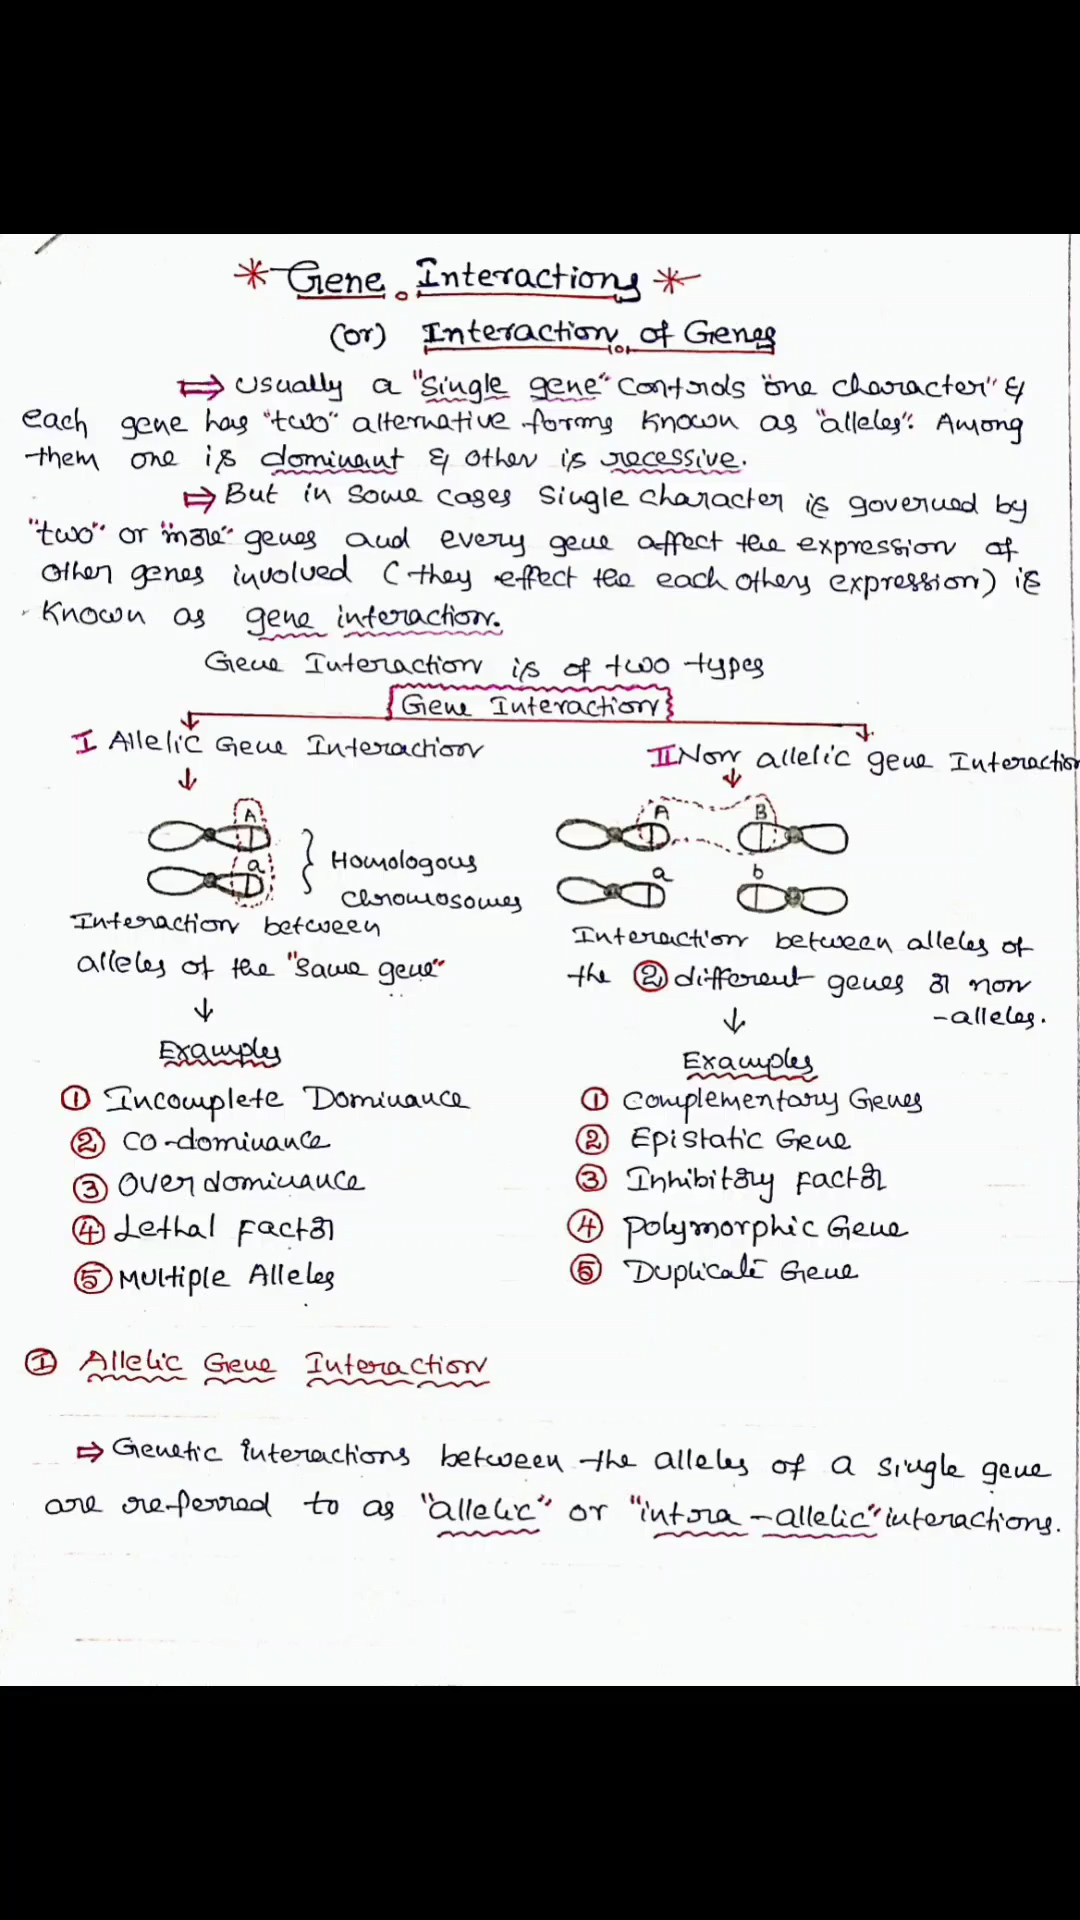 * Gene Interactions *
(or) Interaction of Genes
⇒ Usually a "single gene" controls "one character" &
each gene has "two" alternative forms known as "alleles". Among
them one is dominant & other is recessive.
⇒ But in some cases single character is governed by
"two" or "more" genes and every gene affect the expression of
other genes involved (they effect the each others expression) is
known as gene interaction.
Gene Interaction is of two types
Gene Interaction
I Allelic Gene Interaction
II Non allelic gene Interaction
A
a
Homologous
chromosomes
A B
a b
Interaction between
alleles of the "same gene"
Interaction between alleles of
the ② different genes or non
-alleles.
Examples
① Incomplete Dominance
② Co-dominance
③ Over dominance
④ Lethal Factor
⑤ Multiple Alleles
Examples
① Complementary Genes
② Epistatic Gene
③ Inhibitory Factor
④ Polymorphic Gene
⑤ Duplicate Gene
① Allelic Gene Interaction
⇒ Genetic interactions between the alleles of a single gene
are referred to as "allelic" or "intra-allelic" interactions.